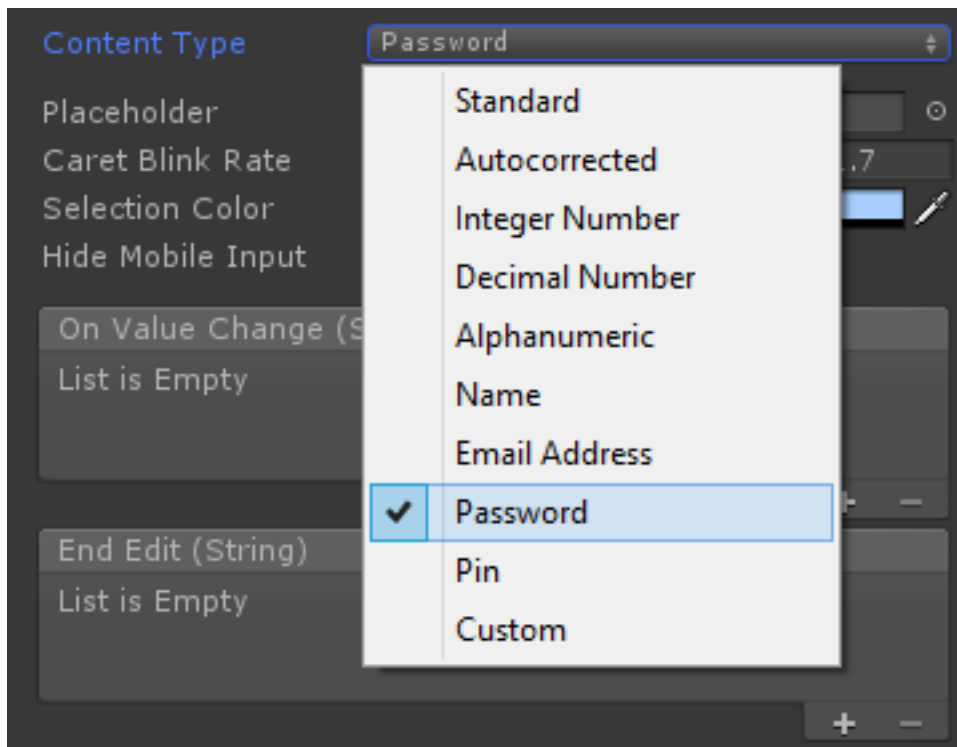 Content Type
Password
Placeholder
Caret Blink Rate
.7
Selection Color
Hide Mobile Input
Standard
Autocorrected
Integer Number
Decimal Number
Alphanumeric
Name
Email Address
Password
Pin
Custom
On Value Change (S
List is Empty
End Edit (String)
List is Empty